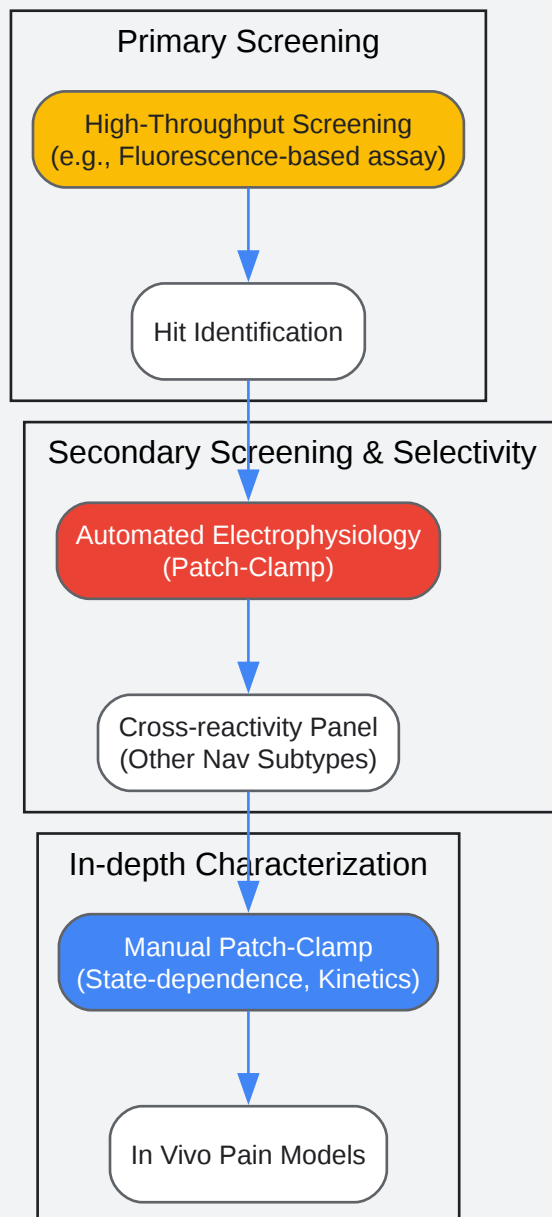 Primary Screening
High-Throughput Screening
(e.g., Fluorescence-based assay)
Hit Identification
Secondary Screening & Selectivity
Automated Electrophysiology
(Patch-Clamp)
Cross-reactivity Panel
(Other Nav Subtypes)
In-depth Characterization
Manual Patch-Clamp
(State-dependence, Kinetics)
In Vivo Pain Models